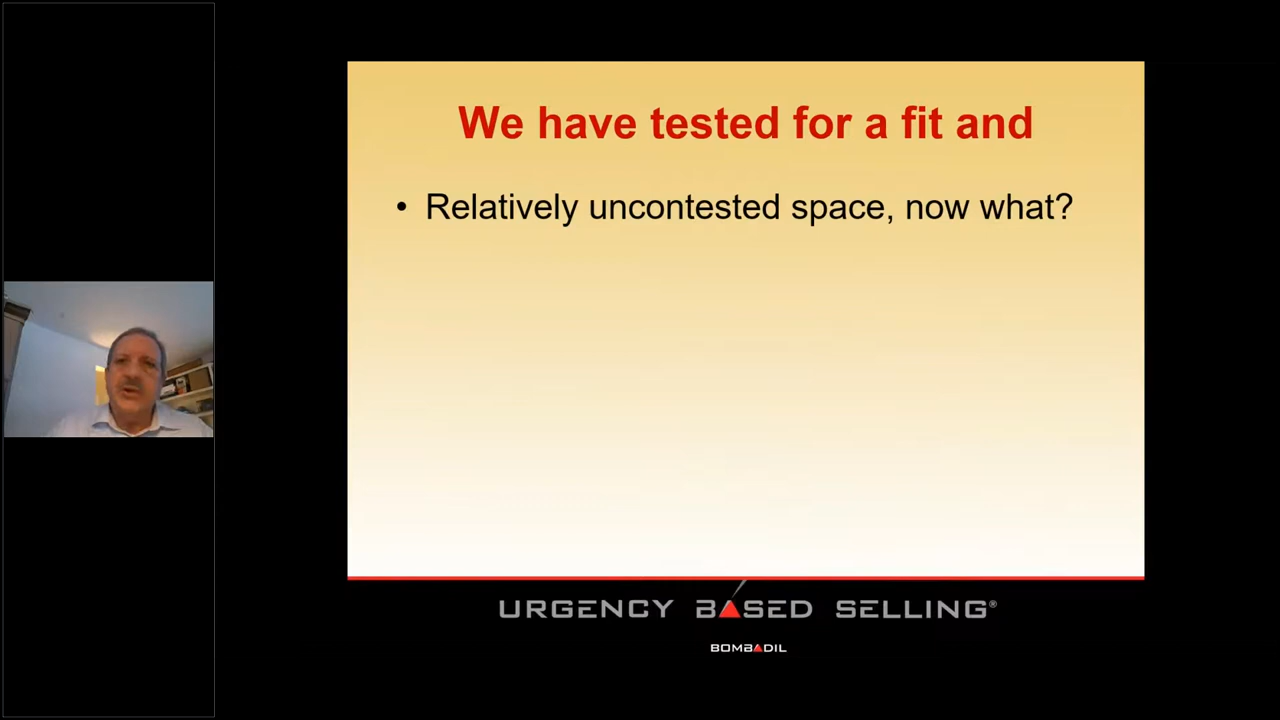 We have tested for a fit and
• Relatively uncontested space, now what?
URGENCY BASED SELLING®
BOMBADIL